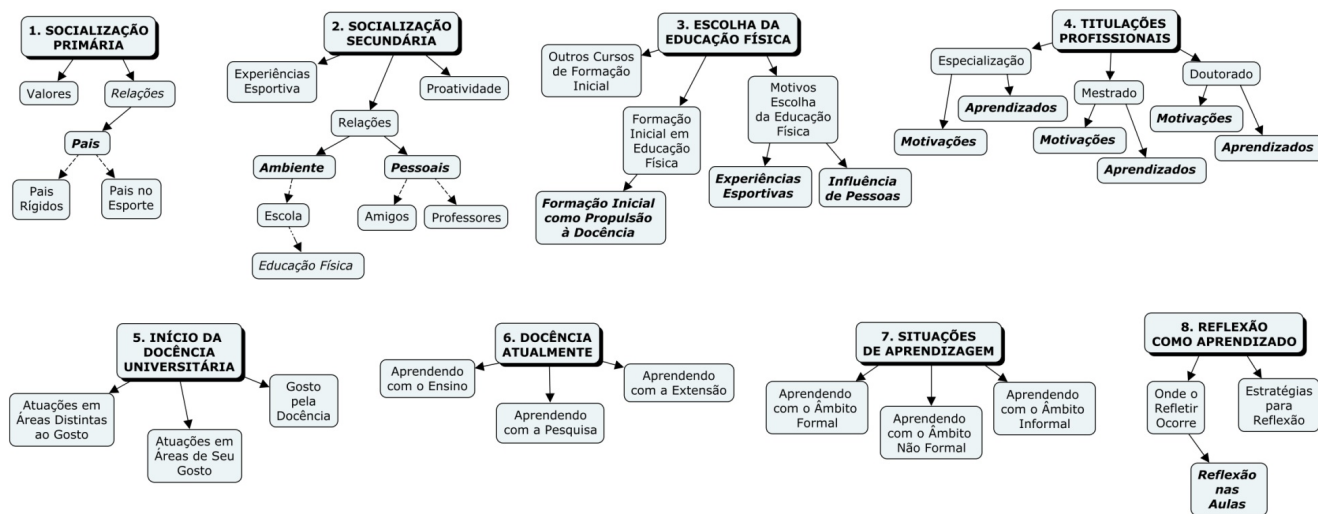 1. SOCIALIZAÇÃO
PRIMÁRIA
Valores
Relações
Pais
Pais
Rígidos
Pais no
Esporte
2. SOCIALIZAÇÃO
SECUNDÁRIA
Experiências
Esportiva
Proatividade
Relações
Ambiente
Pessoais
Escola
Amigos
Professores
Educação Física
3. ESCOLHA DA
EDUCAÇÃO FÍSICA
Outros Cursos
de Formação
Inicial
Formação
Inicial em
Educação
Física
Motivos
Escolha
da Educação
Física
Formação Inicial
como Propulsão
à Docência
Experiências
Esportivas
Influência
de Pessoas
4. TITULAÇÕES
PROFISSIONAIS
Especialização
Mestrado
Doutorado
Motivações
Aprendizados
Motivações
Aprendizados
Motivações
Aprendizados
5. INÍCIO DA
DOCÊNCIA
UNIVERSITÁRIA
Atuações em
Áreas Distintas
ao Gosto
Atuações em
Áreas de Seu
Gosto
Gosto
pela
Docência
6. DOCÊNCIA
ATUALMENTE
Aprendendo
com o Ensino
Aprendendo
com a Pesquisa
Aprendendo
com a Extensão
7. SITUAÇÕES
DE APRENDIZAGEM
Aprendendo
com o Âmbito
Formal
Aprendendo
com o Âmbito
Não Formal
Aprendendo
com o Âmbito
Informal
8. REFLEXÃO
COMO APRENDIZADO
Onde o
Refletir
Ocorre
Estratégias
para
Reflexão
Reflexão
nas
Aulas